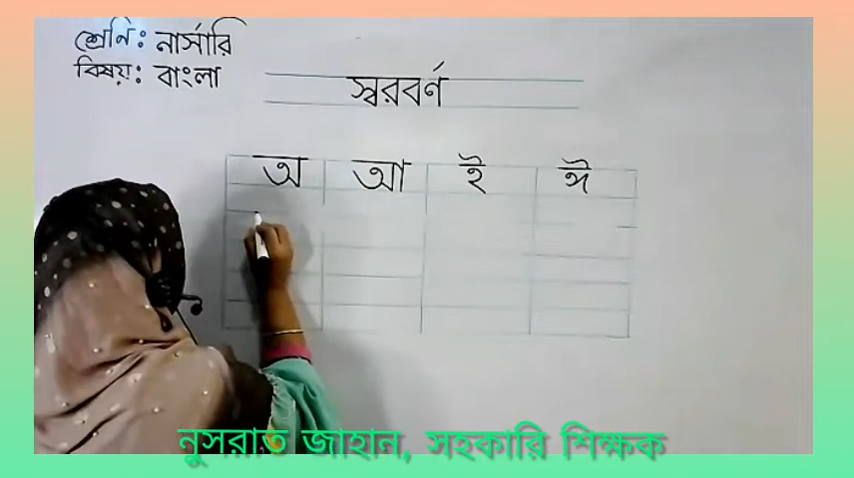 শ্রেণি : নার্সারি
বিষয় : বাংলা
স্বরবর্ণ
অ আ ই ঈ
নুসরাত জাহান, সহকারি শিক্ষক